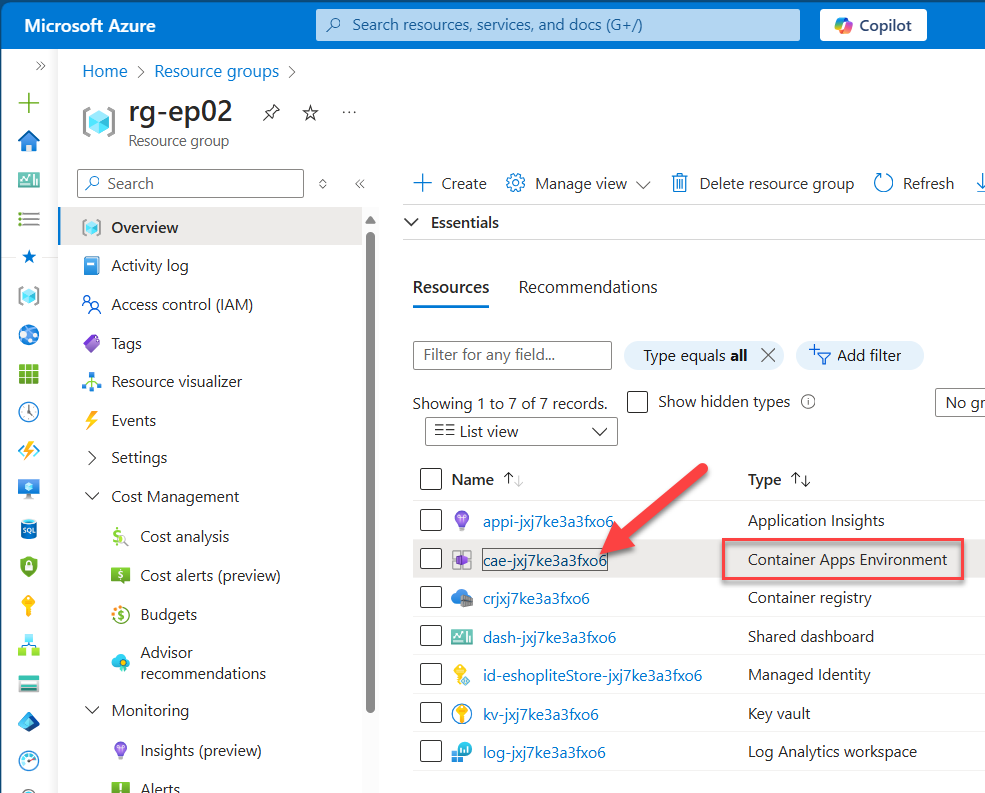 Microsoft Azure
Search resources, services, and docs (G+/)
Copilot
Home > Resource groups >
rg-ep02
Resource group
Search
Overview
Activity log
Access control (IAM)
Tags
Resource visualizer
Events
Settings
Cost Management
Cost analysis
Cost alerts (preview)
Budgets
Advisor
recommendations
Monitoring
Insights (preview)
Alerts
Create Manage view Delete resource group Refresh
Essentials
Resources Recommendations
Filter for any field...
Type equals all
Add filter
Showing 1 to 7 of 7 records.
Show hidden types
No gr
List view
Name Type
appi-jxj7ke3a3fxo6 Application Insights
cae-jxj7ke3a3fxo6 Container Apps Environment
crjxj7ke3a3fxo6 Container registry
dash-jxj7ke3a3fxo6 Shared dashboard
id-eshopliteStore-jxj7ke3a3fxo6 Managed Identity
kv-jxj7ke3a3fxo6 Key vault
log-jxj7ke3a3fxo6 Log Analytics workspace
SQL